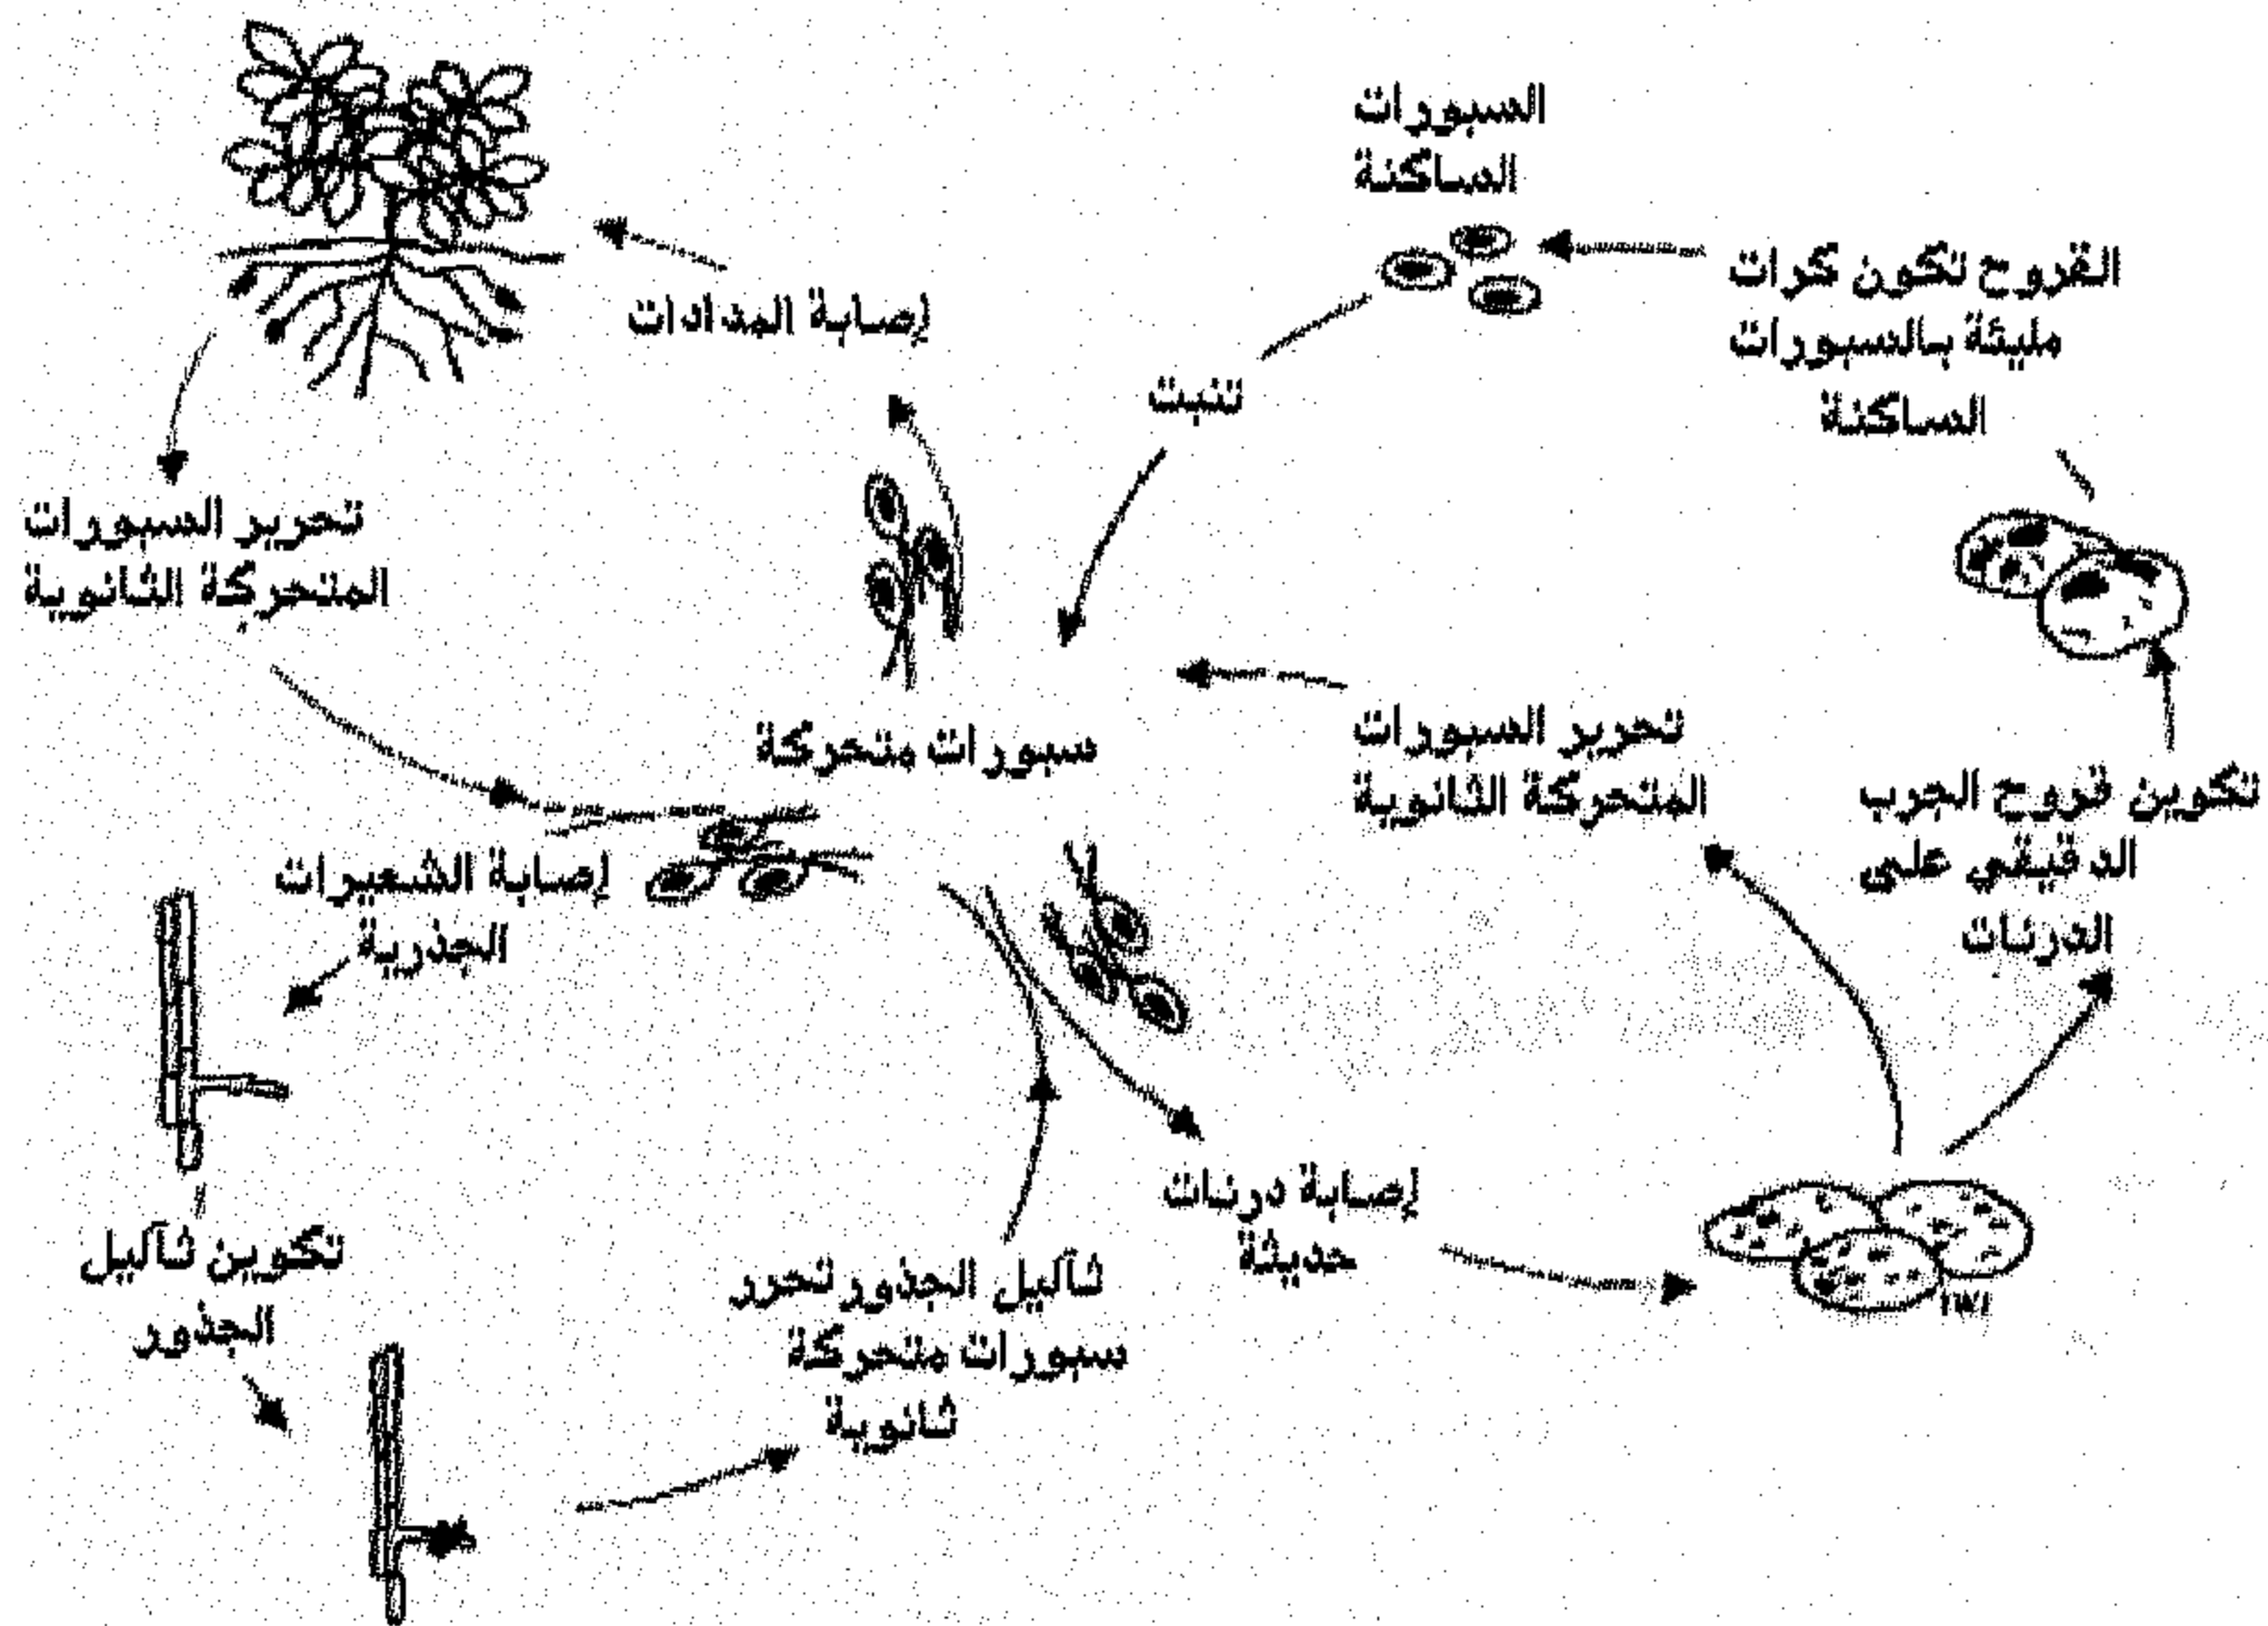 السبورات
الساكنة
القروح تكون كرات
مليئة بالسبورات
الساكنة
إصابة المدادات
تنبت
تحرير السبورات
المتحركة الثانوية
سبورات متحركة
تحرير السبورات
المتحركة الثانوية
تكوين قروح الجرب
الدقيقي على
الدرنات
إصابة الشعيرات
الجذرية
إصابة درنات
حديثة
تكوين ثآليل
الجذور
ثآليل الجذور تحرر
سبورات متحركة
ثانوية